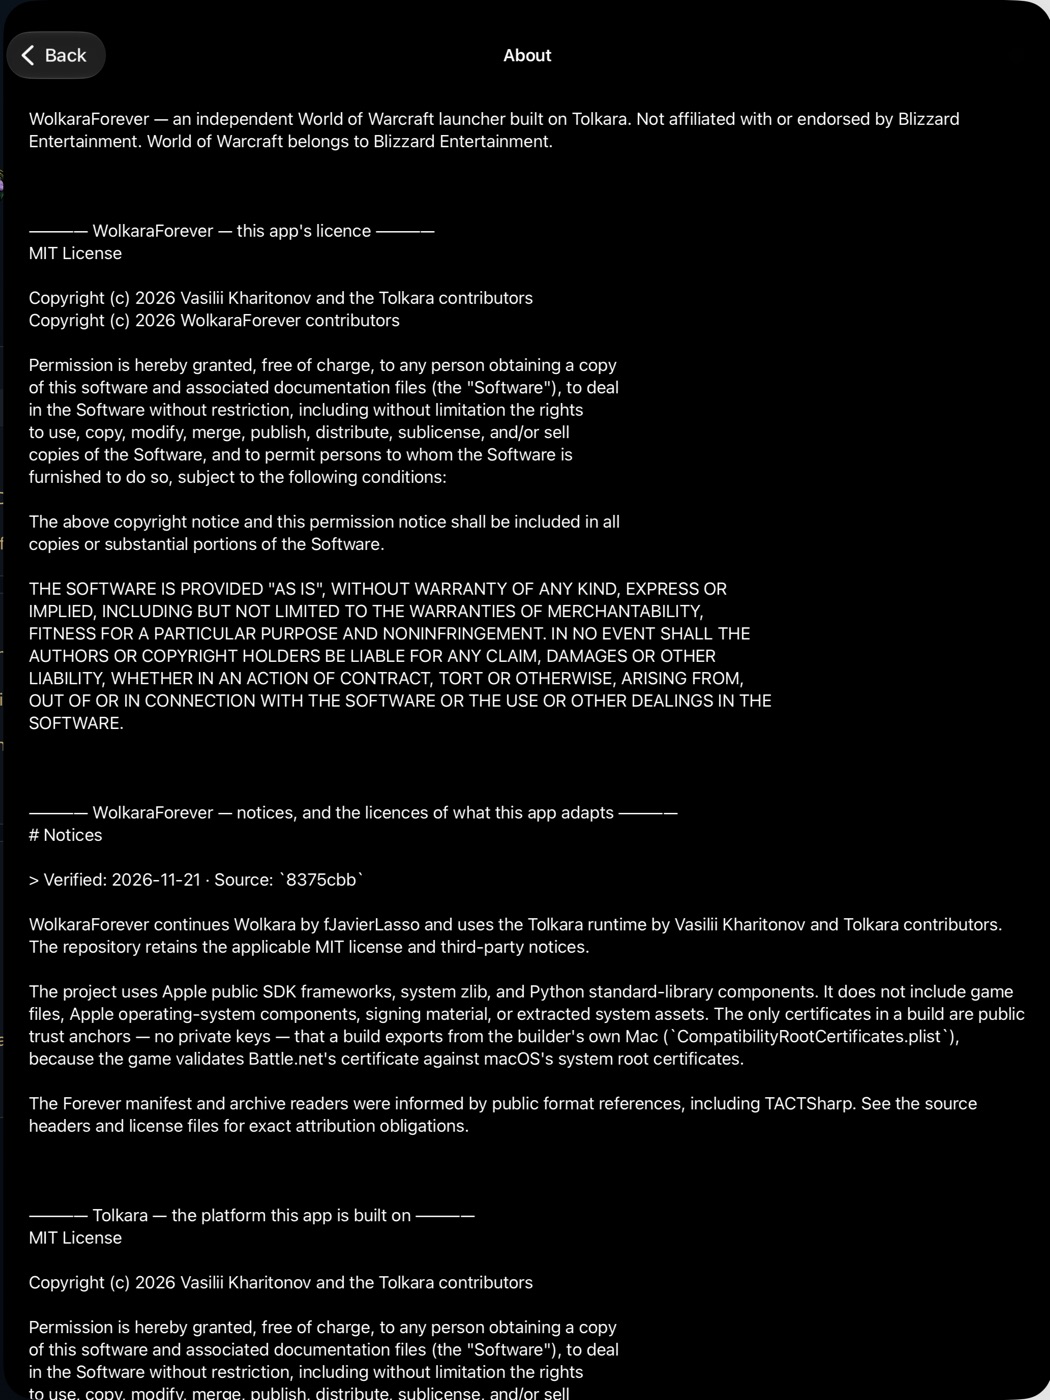 Back
About
WolkaraForever — an independent World of Warcraft launcher built on Tolkara. Not affiliated with or endorsed by Blizzard
Entertainment. World of Warcraft belongs to Blizzard Entertainment.
———— WolkaraForever — this app's licence ————
MIT License
Copyright (c) 2026 Vasilii Kharitonov and the Tolkara contributors
Copyright (c) 2026 WolkaraForever contributors
Permission is hereby granted, free of charge, to any person obtaining a copy
of this software and associated documentation files (the "Software"), to deal
in the Software without restriction, including without limitation the rights
to use, copy, modify, merge, publish, distribute, sublicense, and/or sell
copies of the Software, and to permit persons to whom the Software is
furnished to do so, subject to the following conditions:
The above copyright notice and this permission notice shall be included in all
copies or substantial portions of the Software.
THE SOFTWARE IS PROVIDED "AS IS", WITHOUT WARRANTY OF ANY KIND, EXPRESS OR
IMPLIED, INCLUDING BUT NOT LIMITED TO THE WARRANTIES OF MERCHANTABILITY,
FITNESS FOR A PARTICULAR PURPOSE AND NONINFRINGEMENT. IN NO EVENT SHALL THE
AUTHORS OR COPYRIGHT HOLDERS BE LIABLE FOR ANY CLAIM, DAMAGES OR OTHER
LIABILITY, WHETHER IN AN ACTION OF CONTRACT, TORT OR OTHERWISE, ARISING FROM,
OUT OF OR IN CONNECTION WITH THE SOFTWARE OR THE USE OR OTHER DEALINGS IN THE
SOFTWARE.
———— WolkaraForever — notices, and the licences of what this app adapts ————
# Notices
> Verified: 2026-11-21 · Source: `8375cbb`
WolkaraForever continues Wolkara by fJavierLasso and uses the Tolkara runtime by Vasilii Kharitonov and Tolkara contributors.
The repository retains the applicable MIT license and third-party notices.
The project uses Apple public SDK frameworks, system zlib, and Python standard-library components. It does not include game
files, Apple operating-system components, signing material, or extracted system assets. The only certificates in a build are public
trust anchors — no private keys — that a build exports from the builder's own Mac (`CompatibilityRootCertificates.plist`),
because the game validates Battle.net's certificate against macOS's system root certificates.
The Forever manifest and archive readers were informed by public format references, including TACTSharp. See the source
headers and license files for exact attribution obligations.
———— Tolkara — the platform this app is built on ————
MIT License
Copyright (c) 2026 Vasilii Kharitonov and the Tolkara contributors
Permission is hereby granted, free of charge, to any person obtaining a copy
of this software and associated documentation files (the "Software"), to deal
in the Software without restriction, including without limitation the rights
to use, copy, modify, merge, publish, distribute, sublicense, and/or sell